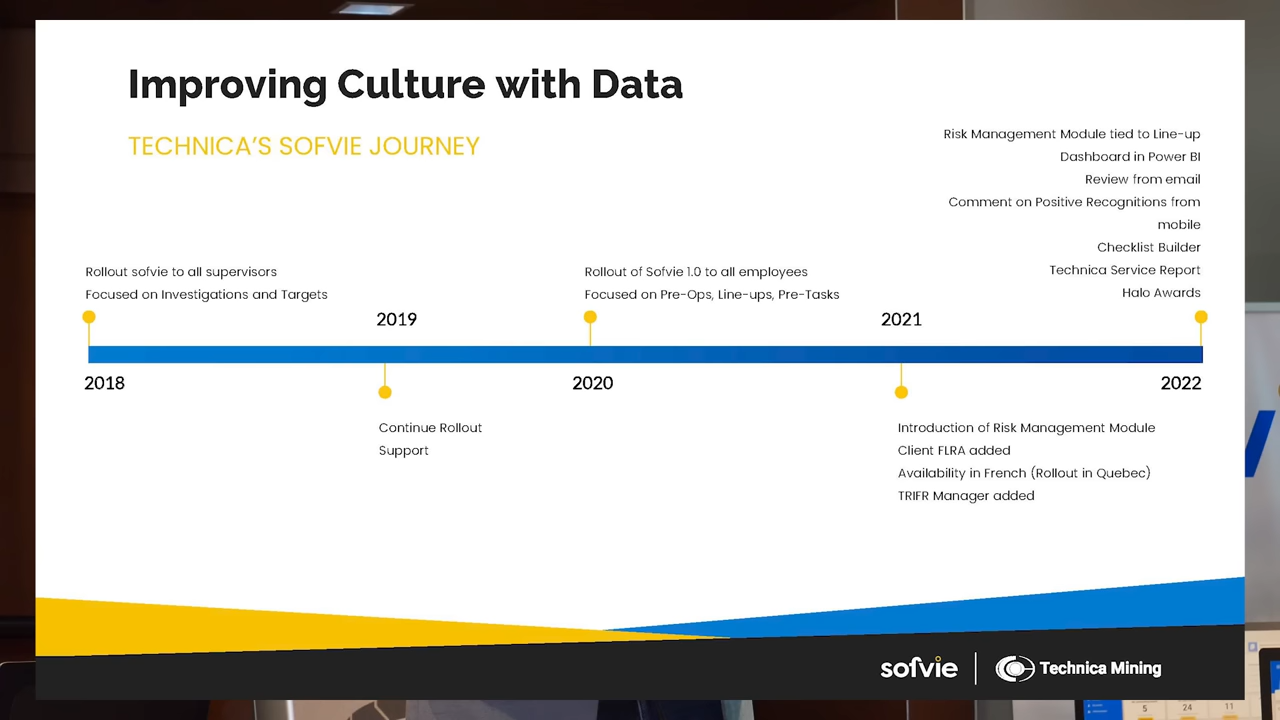 Improving Culture with Data
TECHNICA'S SOFVIE JOURNEY
Risk Management Module tied to Line-up
Dashboard in Power BI
Review from email
Comment on Positive Recognitions from
mobile
Checklist Builder
Technica Service Report
Halo Awards
Rollout sofvie to all supervisors
Focused on Investigations and Targets
Rollout of Sofvie 1.0 to all employees
Focused on Pre-Ops, Line-ups, Pre-Tasks
2019
2021
2018
2020
2022
Continue Rollout
Support
Introduction of Risk Management Module
Client FLRA added
Availability in French (Rollout in Quebec)
TRIFR Manager added
sofvie
Technica Mining
5 24 11